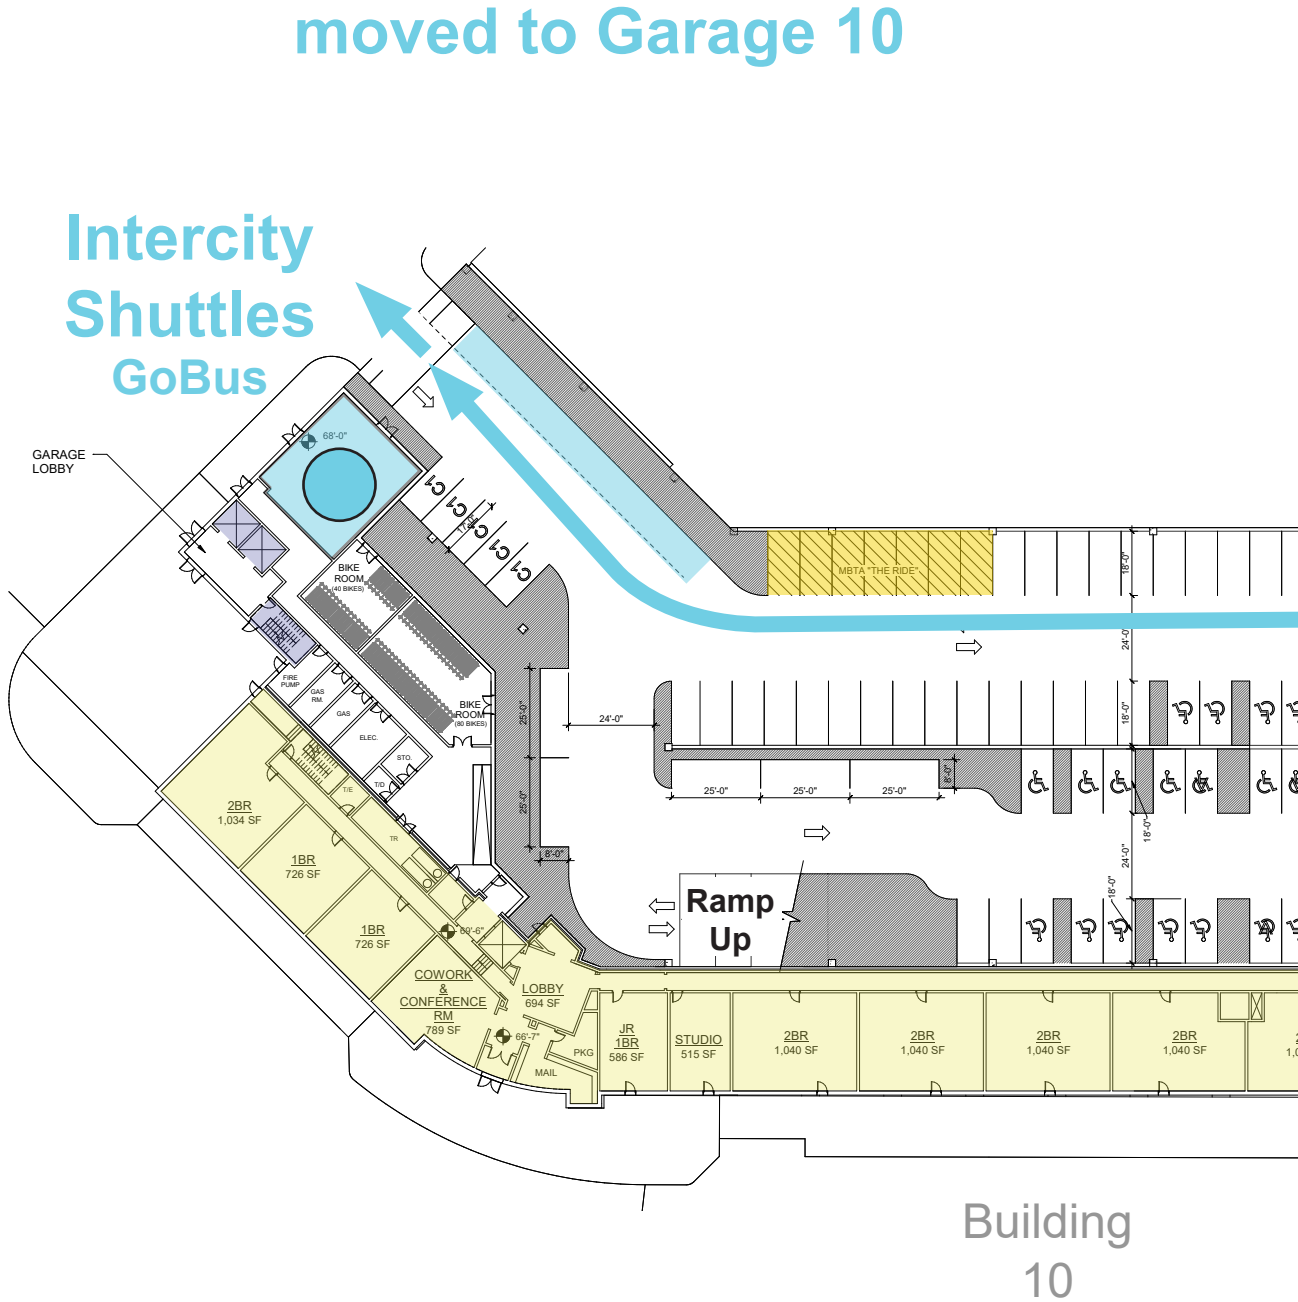 moved to Garage 10
Intercity
Shuttles
GoBus
GARAGE
LOBBY
68'-0"
C1
C1
17'-0"
C1
C1
C1
BIKE
ROOM
(40 BIKES)
BIKE
ROOM
(80 BIKES)
FIRE
PUMP
GAS
RM.
GAS
ELEC.
STO.
T/D
T/E
TR
MBTA "THE RIDE"
18'-0"
24'-0"
18'-0"
24'-0"
25'-0"
25'-0"
8'-0"
25'-0"
25'-0"
25'-0"
8'-0"
18'-0"
24'-0"
18'-0"
Ramp
Up
2BR
1,034 SF
1BR
726 SF
1BR
726 SF
69'-6"
COWORK
&
CONFERENCE
RM
789 SF
LOBBY
694 SF
66'-7"
PKG
MAIL
JR
1BR
586 SF
STUDIO
515 SF
2BR
1,040 SF
2BR
1,040 SF
2BR
1,040 SF
2BR
1,040 SF
Building
10